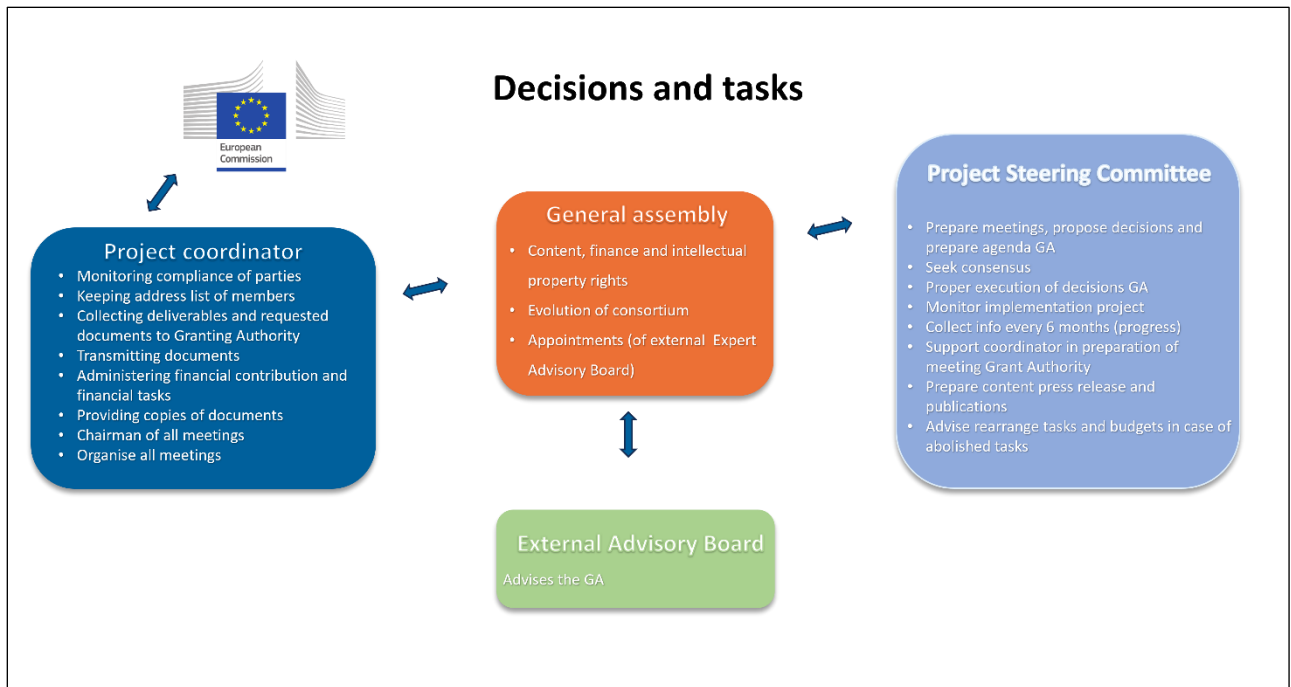 Decisions and tasks
European
Commission
Project coordinator
• Monitoring compliance of parties
• Keeping address list of members
• Collecting deliverables and requested
documents to Granting Authority
• Transmitting documents
• Administering financial contribution and
financial tasks
• Providing copies of documents
• Chairman of all meetings
• Organise all meetings
General assembly
• Content, finance and intellectual
property rights
• Evolution of consortium
• Appointments (of external Expert
Advisory Board)
External Advisory Board
Advises the GA
Project Steering Committee
• Prepare meetings, propose decisions and
prepare agenda GA
• Seek consensus
• Proper execution of decisions GA
• Monitor implementation project
• Collect info every 6 months (progress)
• Support coordinator in preparation of
meeting Grant Authority
• Prepare content press release and
publications
• Advise rearrange tasks and budgets in case of
abolished tasks